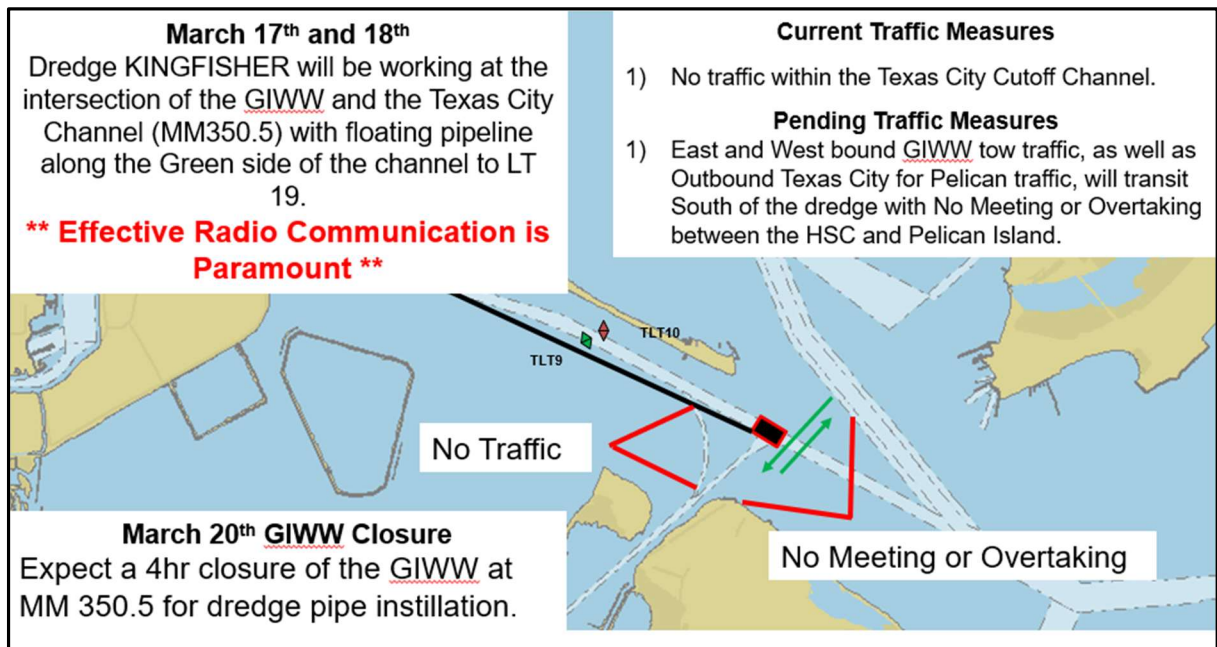 March 17th and 18th
Dredge KINGFISHER will be working at the
intersection of the GIWW and the Texas City
Channel (MM350.5) with floating pipeline
along the Green side of the channel to LT
19.
** Effective Radio Communication is
Paramount **
Current Traffic Measures
1) No traffic within the Texas City Cutoff Channel.
Pending Traffic Measures
1) East and West bound GIWW tow traffic, as well as
Outbound Texas City for Pelican traffic, will transit
South of the dredge with No Meeting or Overtaking
between the HSC and Pelican Island.
TLT10
TLT9
No Traffic
No Meeting or Overtaking
March 20th GIWW Closure
Expect a 4hr closure of the GIWW at
MM 350.5 for dredge pipe instillation.